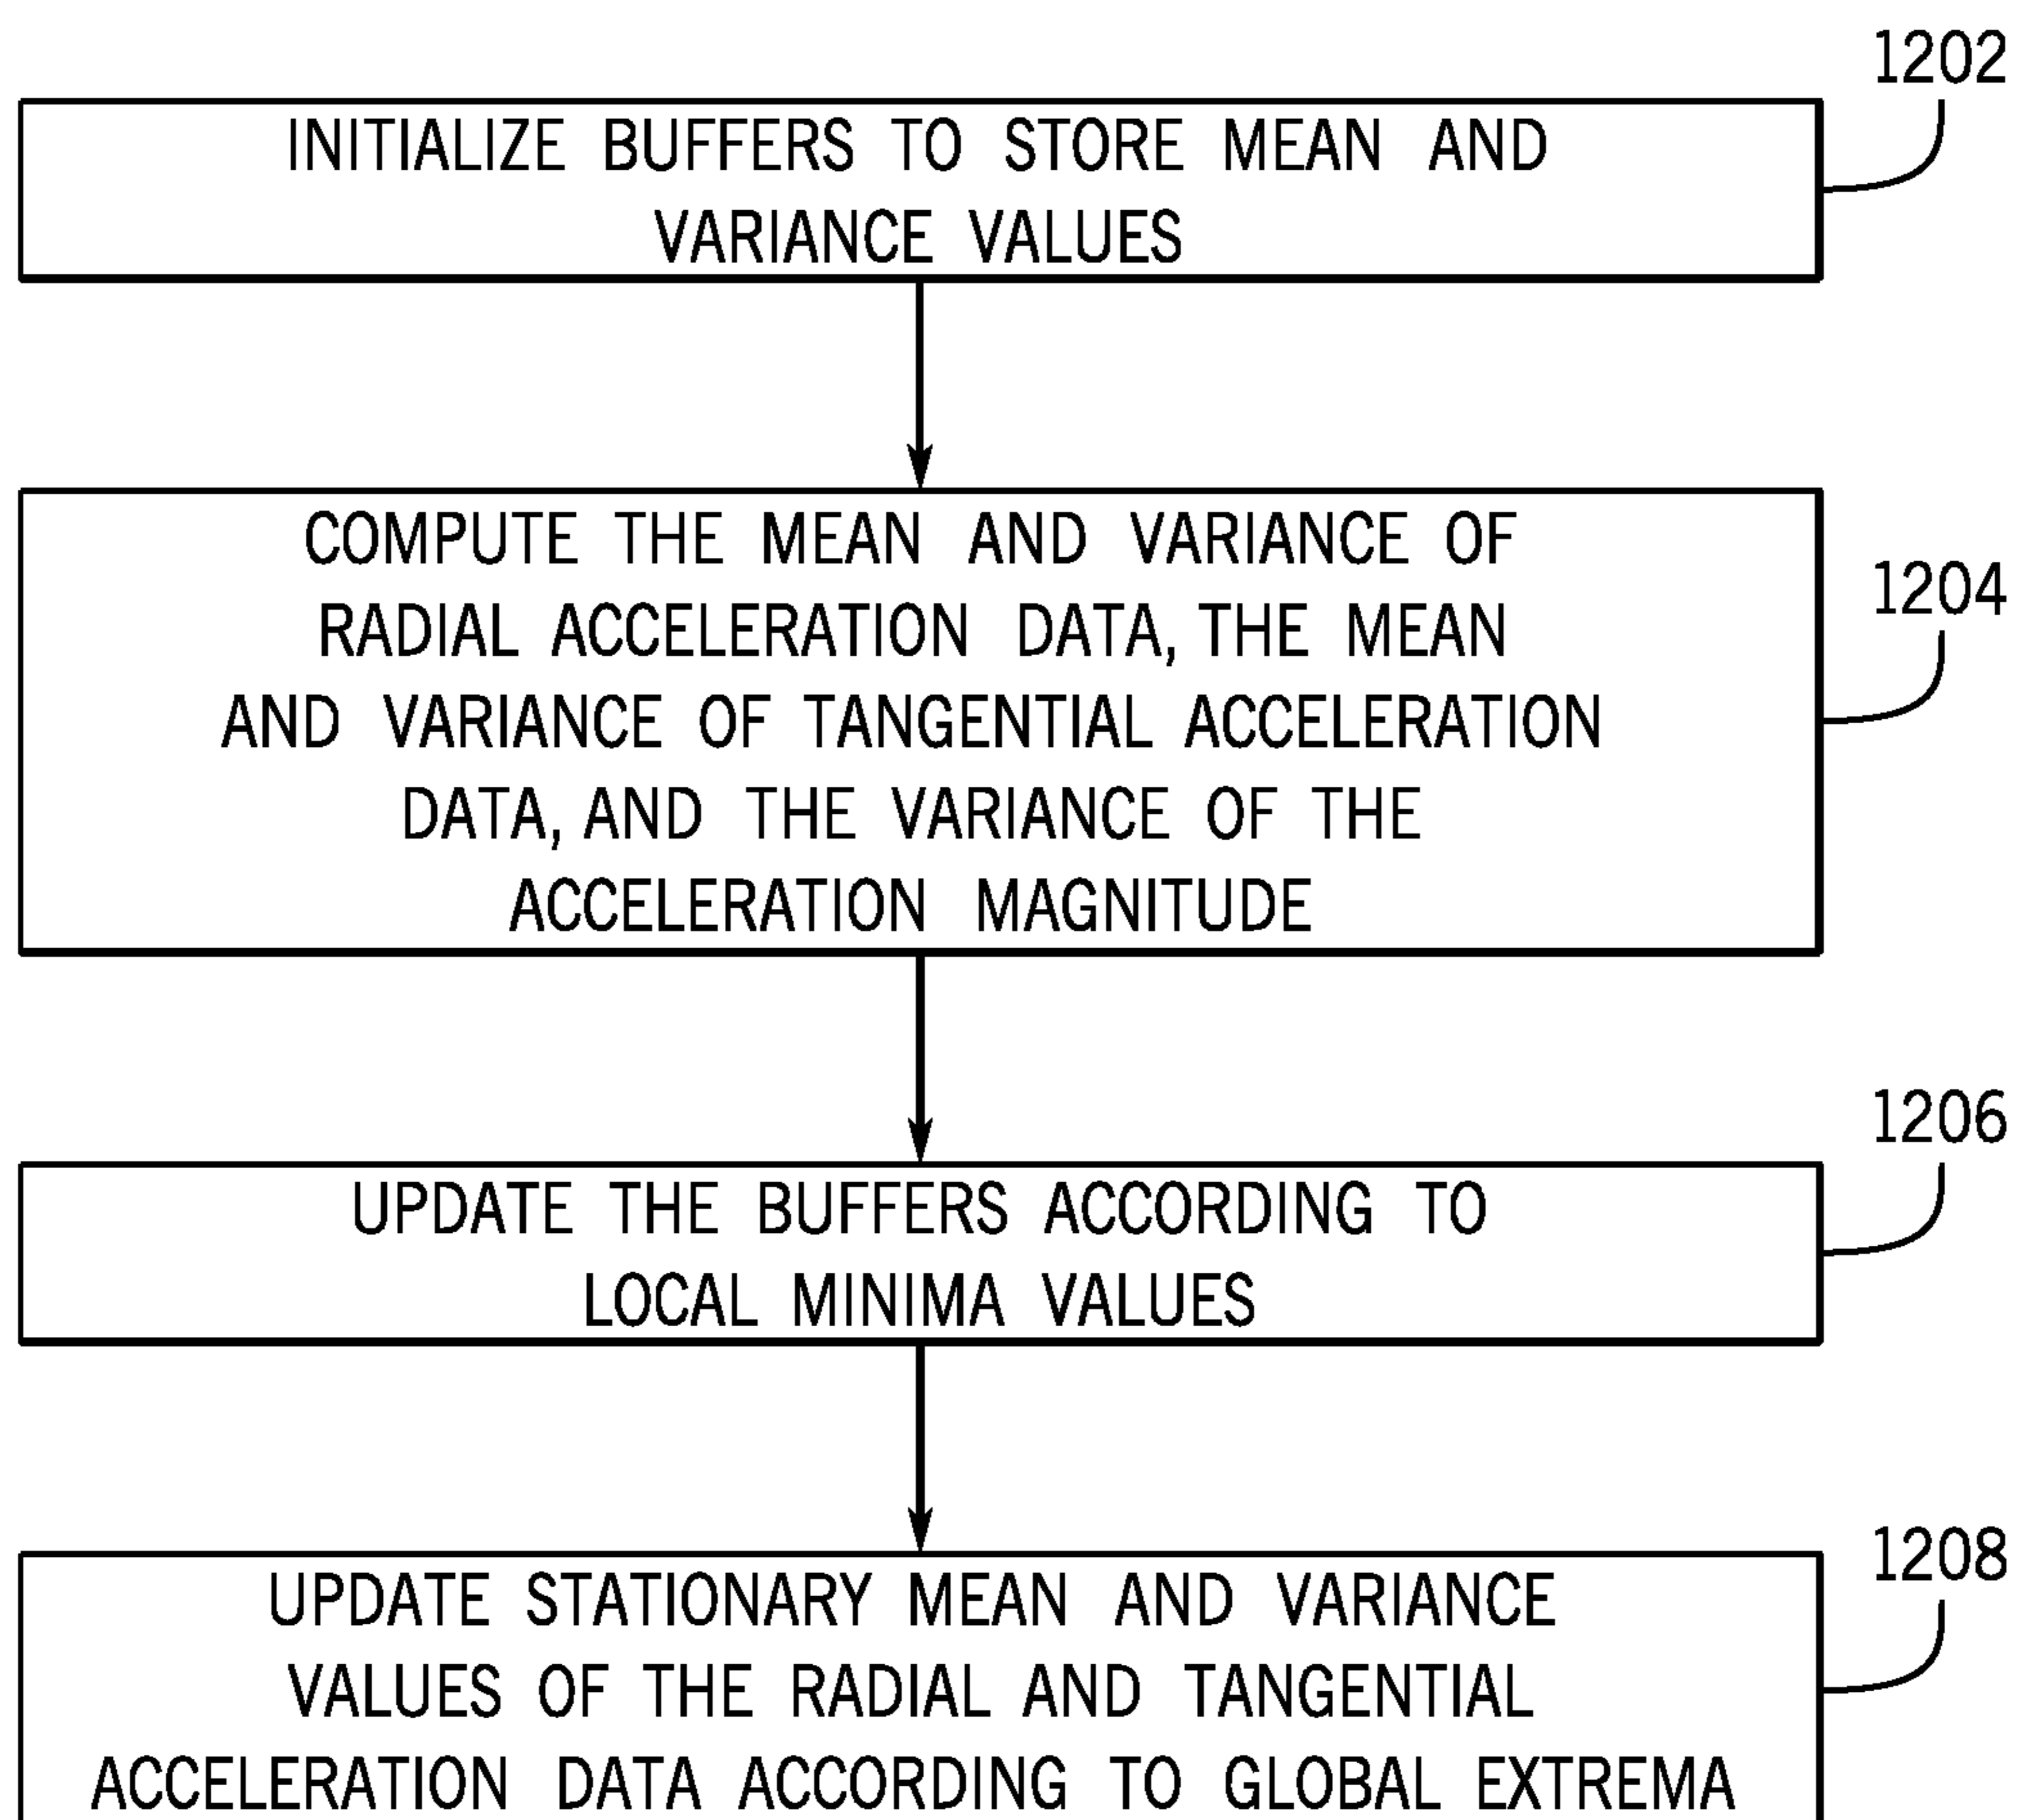 1202
INITIALIZE BUFFERS TO STORE MEAN AND
VARIANCE VALUES
COMPUTE THE MEAN AND VARIANCE OF
RADIAL ACCELERATION DATA, THE MEAN
AND VARIANCE OF TANGENTIAL ACCELERATION
DATA, AND THE VARIANCE OF THE
ACCELERATION MAGNITUDE
1204
1206
UPDATE THE BUFFERS ACCORDING TO
LOCAL MINIMA VALUES
1208
UPDATE STATIONARY MEAN AND VARIANCE
VALUES OF THE RADIAL AND TANGENTIAL
ACCELERATION DATA ACCORDING TO GLOBAL EXTREMA